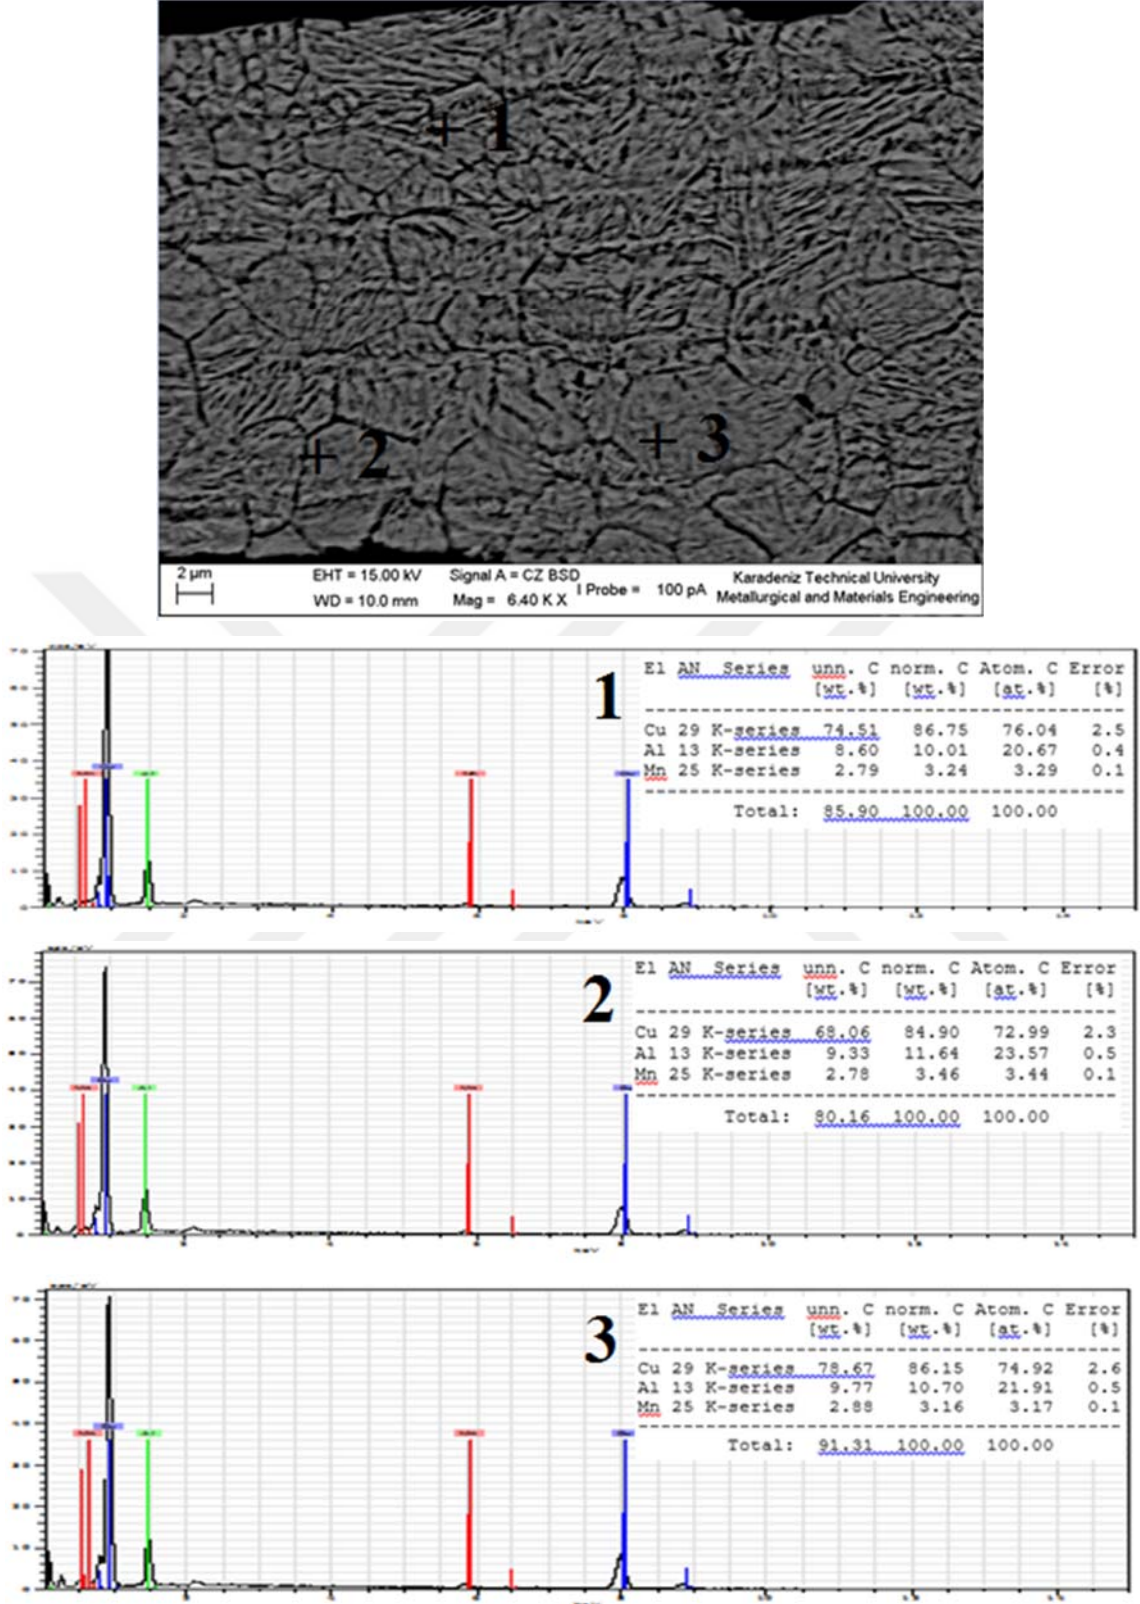 + 1
+ 2
+ 3
2 µm
EHT = 15.00 kV
Signal A = CZ BSD
I Probe = 100 pA
Karadeniz Technical University
WD = 10.0 mm
Mag = 6.40 K X
Metallurgical and Materials Engineering
1
El AN Series unn. C norm. C Atom. C Error
[wt.%] [wt.%] [at.%] [%]
Cu 29 K-series 74.51 86.75 76.04 2.5
Al 13 K-series 8.60 10.01 20.67 0.4
Mn 25 K-series 2.79 3.24 3.29 0.1
Total: 85.90 100.00 100.00
2
El AN Series unn. C norm. C Atom. C Error
[wt.%] [wt.%] [at.%] [%]
Cu 29 K-series 68.06 84.90 72.99 2.3
Al 13 K-series 9.33 11.64 23.57 0.5
Mn 25 K-series 2.78 3.46 3.44 0.1
Total: 80.16 100.00 100.00
3
El AN Series unn. C norm. C Atom. C Error
[wt.%] [wt.%] [at.%] [%]
Cu 29 K-series 78.67 86.15 74.92 2.6
Al 13 K-series 9.77 10.70 21.91 0.5
Mn 25 K-series 2.88 3.16 3.17 0.1
Total: 91.31 100.00 100.00